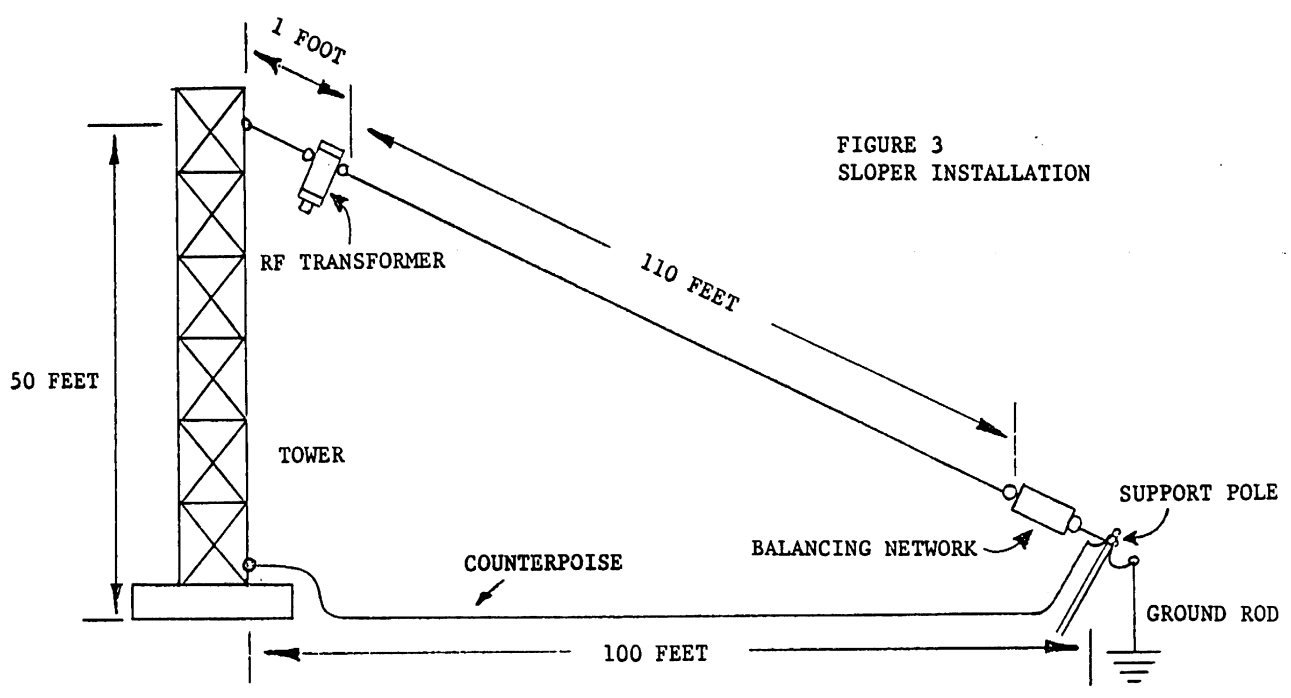 1 FOOT
FIGURE 3
SLOPER INSTALLATION
RF TRANSFORMER
110 FEET
50 FEET
TOWER
SUPPORT POLE
BALANCING NETWORK
COUNTERPOISE
GROUND ROD
100 FEET